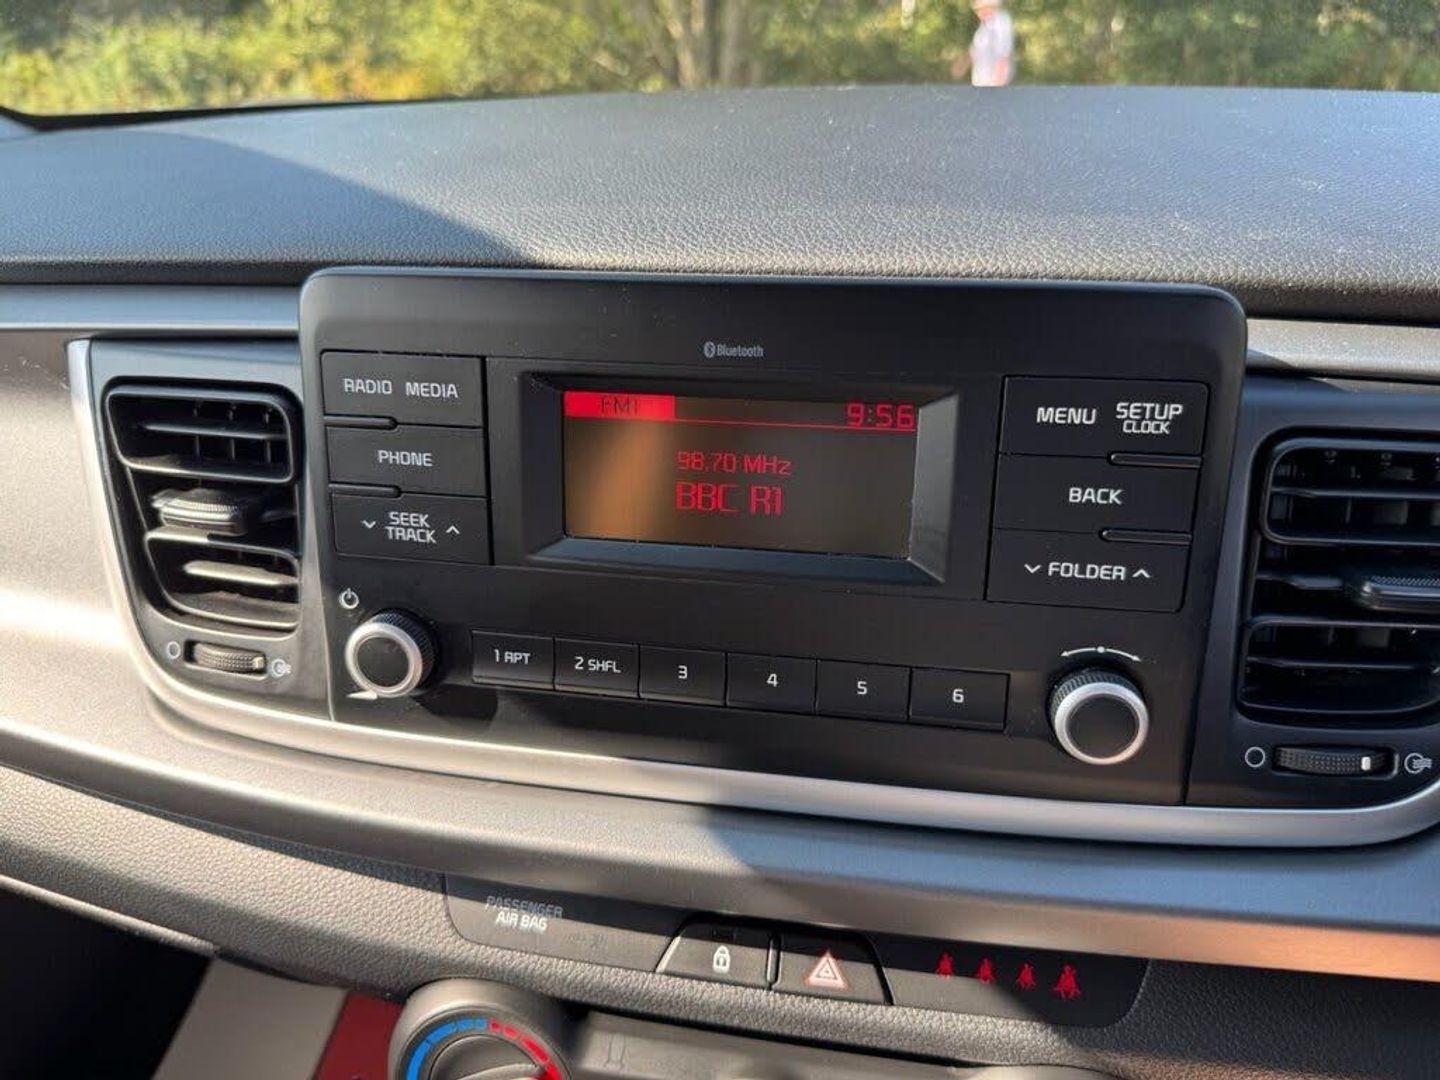 Bluetooth
RADIO MEDIA
PHONE
SEEK
TRACK
FM1 9:56
98.70 MHz
BBC R1
MENU SETUP
CLOCK
BACK
FOLDER
1 RPT 2 SHFL 3 4 5 6
PASSENGER
AIR BAG